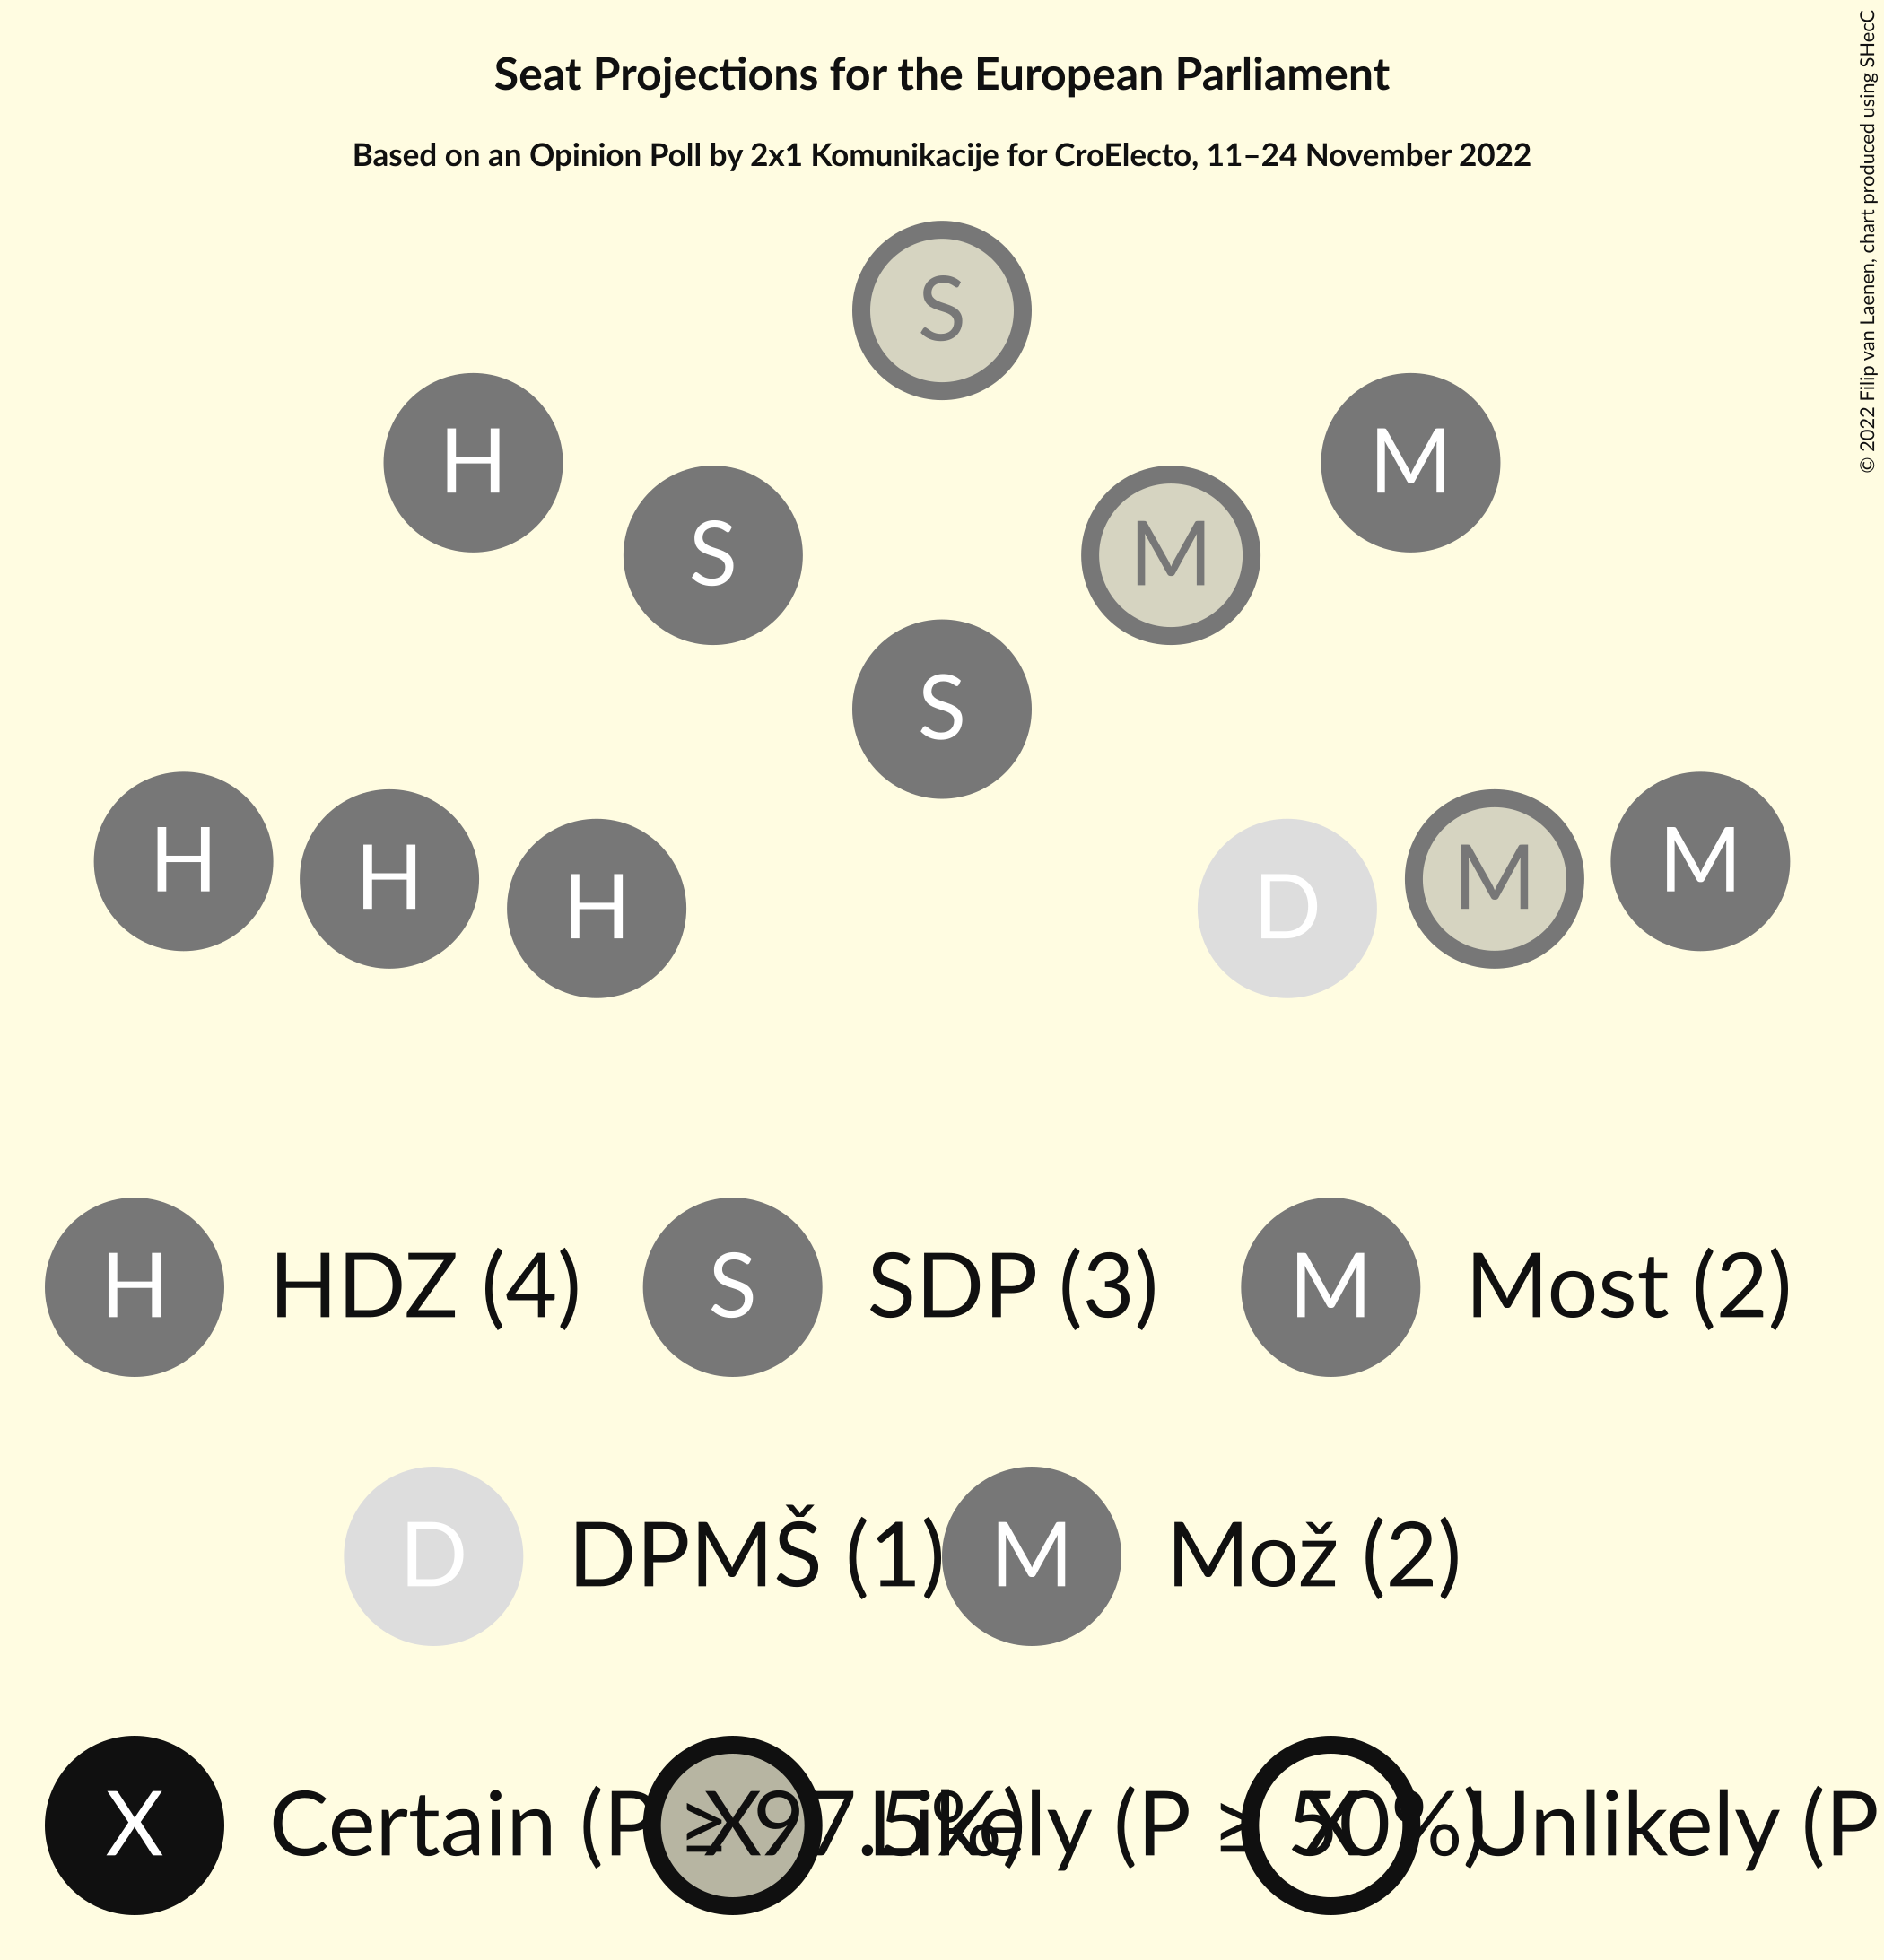 Seat Projections for the European Parliament
Based on an Opinion Poll by 2x1 Komunikacije for CroElecto, 11–24 November 2022
© 2022 Filip van Laenen, chart produced using SHecC
S
H M
S M
S
H H H D M M
H HDZ (4) S SDP (3) M Most (2)
D DPMŠ (1) M Mož (2)
X Certain (P ≥ 97.5%) X Likely (P ≥ 50%) X Unlikely (P